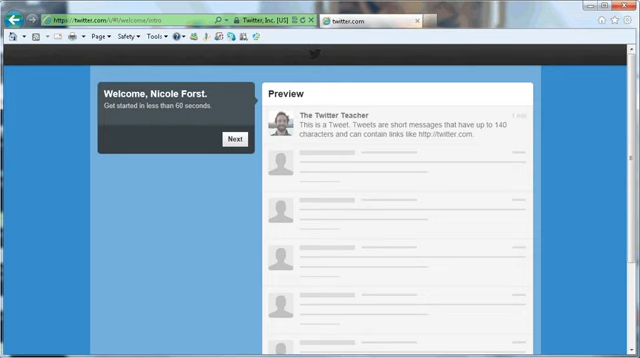 https://twitter.com/#!/welcome/intro
Twitter, Inc. [US]
twitter.com
Page
Safety
Tools
Welcome, Nicole Forst.
Get started in less than 60 seconds.
Next
Preview
The Twitter Teacher
This is a Tweet. Tweets are short messages that have up to 140
characters and can contain links like http://twitter.com.